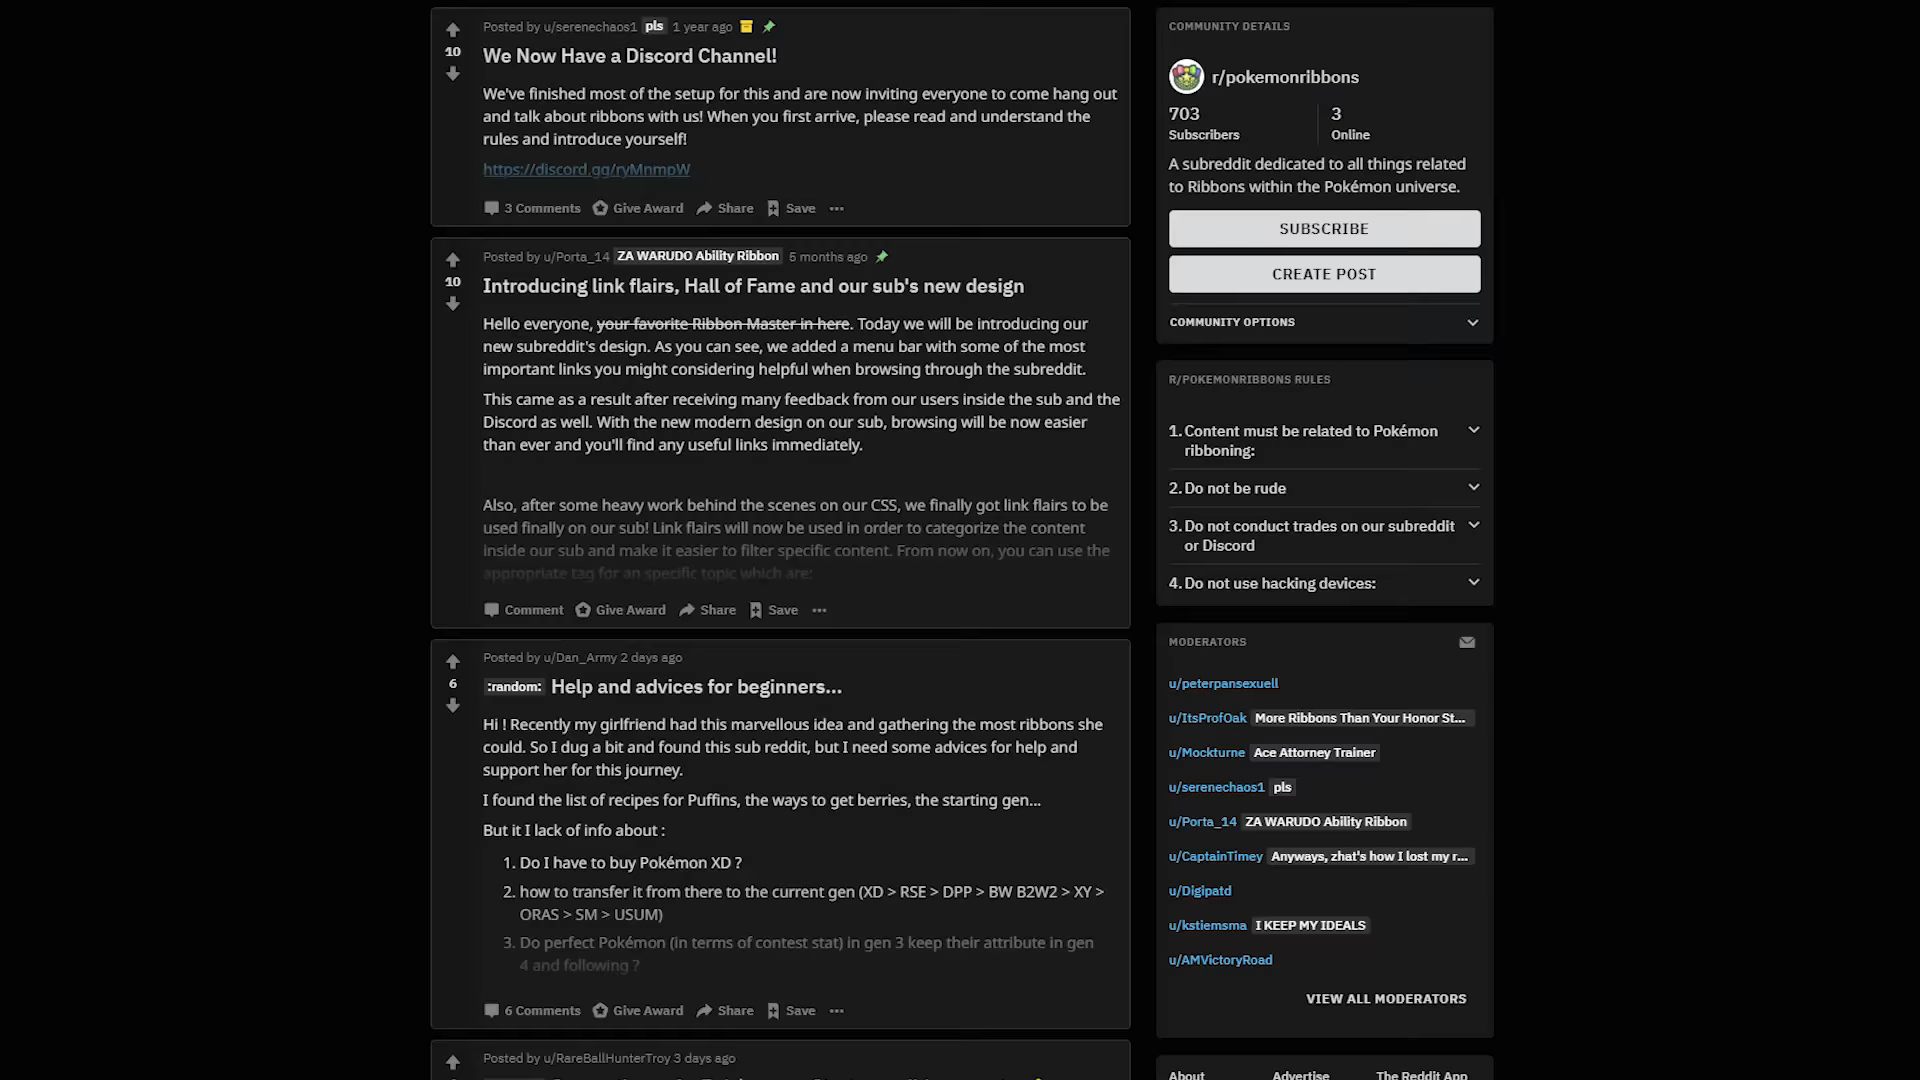 Posted by u/serenechaos1 pls 1 year ago
10
We Now Have a Discord Channel!
We've finished most of the setup for this and are now inviting everyone to come hang out
and talk about ribbons with us! When you first arrive, please read and understand the
rules and introduce yourself!
https://discord.gg/ryMnmpW
3 Comments Give Award Share Save ...
Posted by u/Porta_14 ZA WARUDO Ability Ribbon 5 months ago
10
Introducing link flairs, Hall of Fame and our sub's new design
Hello everyone, your favorite Ribbon Master in here. Today we will be introducing our
new subreddit's design. As you can see, we added a menu bar with some of the most
important links you might considering helpful when browsing through the subreddit.
This came as a result after receiving many feedback from our users inside the sub and the
Discord as well. With the new modern design on our sub, browsing will be now easier
than ever and you'll find any useful links immediately.
Also, after some heavy work behind the scenes on our CSS, we finally got link flairs to be
used finally on our sub! Link flairs will now be used in order to categorize the content
inside our sub and make it easier to filter specific content. From now on, you can use the
appropriate tag for an specific topic which are:
Comment Give Award Share Save ...
Posted by u/Dan_Army 2 days ago
6
:random: Help and advices for beginners...
Hi ! Recently my girlfriend had this marvellous idea and gathering the most ribbons she
could. So I dug a bit and found this sub reddit, but I need some advices for help and
support her for this journey.
I found the list of recipes for Puffins, the ways to get berries, the starting gen...
But it I lack of info about :
1. Do I have to buy Pokémon XD ?
2. how to transfer it from there to the current gen (XD > RSE > DPP > BW B2W2 > XY >
ORAS > SM > USUM)
3. Do perfect Pokémon (in terms of contest stat) in gen 3 keep their attribute in gen
4 and following ?
6 Comments Give Award Share Save ...
Posted by u/RareBallHunterTroy 3 days ago
COMMUNITY DETAILS
r/pokemonribbons
703 3
Subscribers Online
A subreddit dedicated to all things related
to Ribbons within the Pokémon universe.
SUBSCRIBE
CREATE POST
COMMUNITY OPTIONS
R/POKEMONRIBBONS RULES
1. Content must be related to Pokémon
ribboning:
2. Do not be rude
3. Do not conduct trades on our subreddit
or Discord
4. Do not use hacking devices:
MODERATORS
u/peterpansexuell
u/ItsProfOak More Ribbons Than Your Honor St...
u/Mockturne Ace Attorney Trainer
u/serenechaos1 pls
u/Porta_14 ZA WARUDO Ability Ribbon
u/CaptainTimey Anyways, zhat's how I lost my r...
u/Digipatd
u/kstiemsma I KEEP MY IDEALS
u/AMVictoryRoad
VIEW ALL MODERATORS
About Advertise The Reddit App